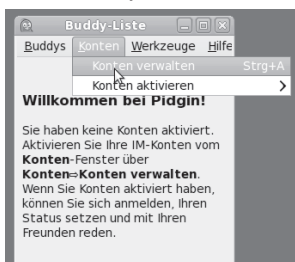 Buddy-Liste
Buddys Konten Werkzeuge Hilfe
Konten verwalten Strg+A
Konten aktivieren
Willkommen bei Pidgin!
Sie haben keine Konten aktiviert.
Aktivieren Sie Ihre IM-Konten vom
Konten-Fenster über
Konten⇨Konten verwalten.
Wenn Sie Konten aktiviert haben,
können Sie sich anmelden, Ihren
Status setzen und mit Ihren
Freunden reden.